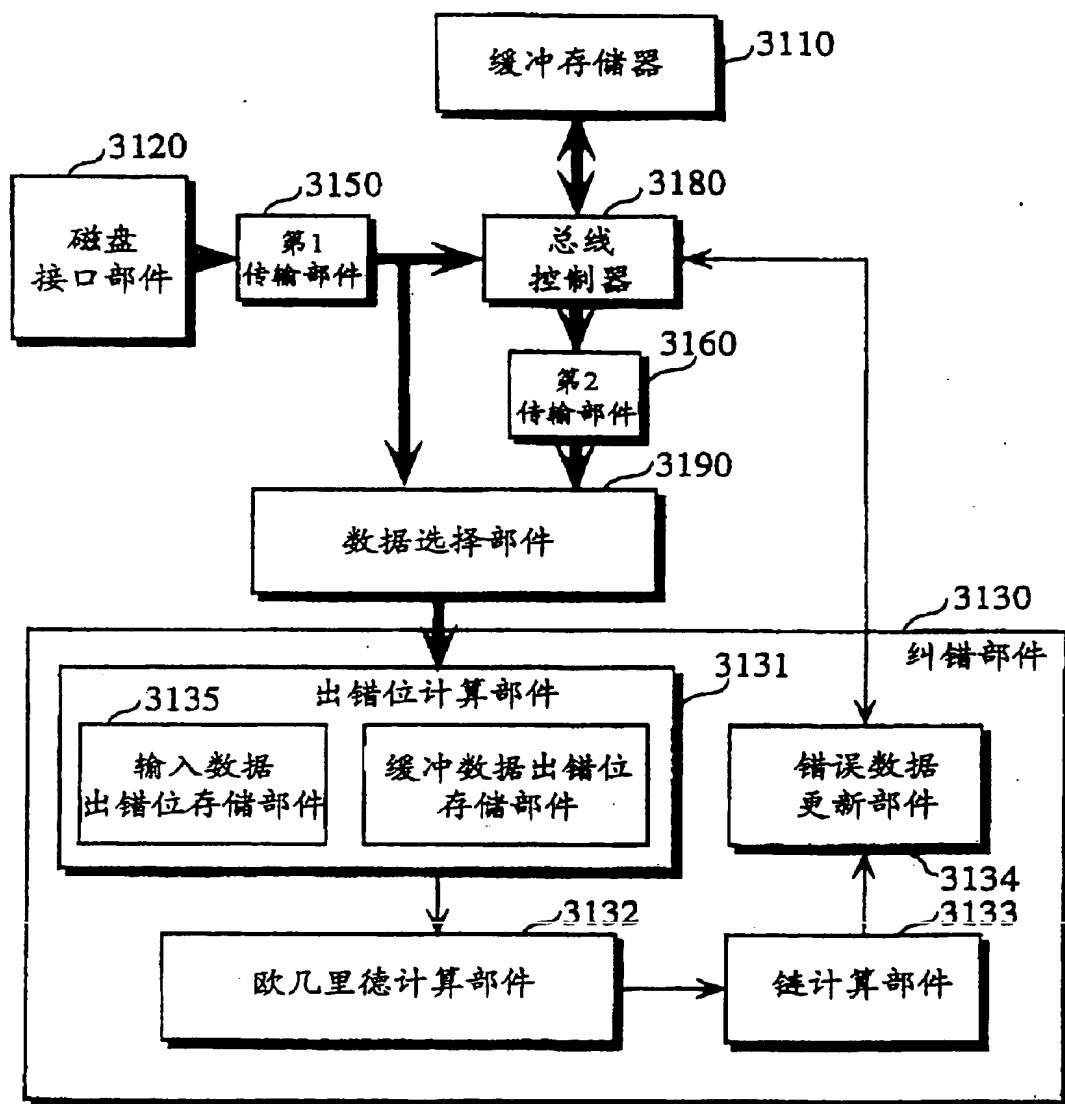 3110
缓冲存储器
3120
磁盘
接口部件
3150
第1
传输部件
3180
总线
控制器
3160
第2
传输部件
3190
数据选择部件
3130
纠错部件
3131
出错位计算部件
3135
输入数据
出错位存储部件
缓冲数据出错位
存储部件
错误数据
更新部件
3134
3132
欧几里德计算部件
3133
链计算部件